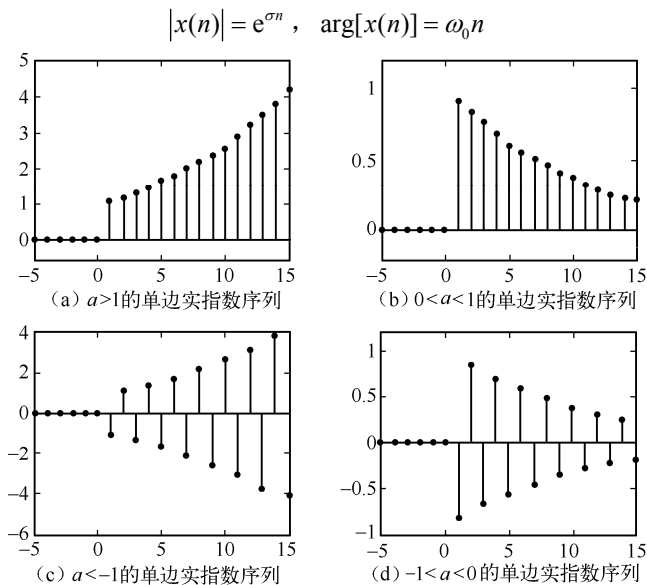 |x(n)| = e^{σn}， arg[x(n)] = ω₀n
5
4
3
2
1
0
−5 0 5 10 15
（a）a>1的单边实指数序列
1
0.5
0
−5 0 5 10 15
（b）0<a<1的单边实指数序列
4
2
0
−2
−4
−6
−5 0 5 10 15
（c）a<−1的单边实指数序列
1
0.5
0
−0.5
−1
−5 0 5 10 15
（d）−1<a<0的单边实指数序列